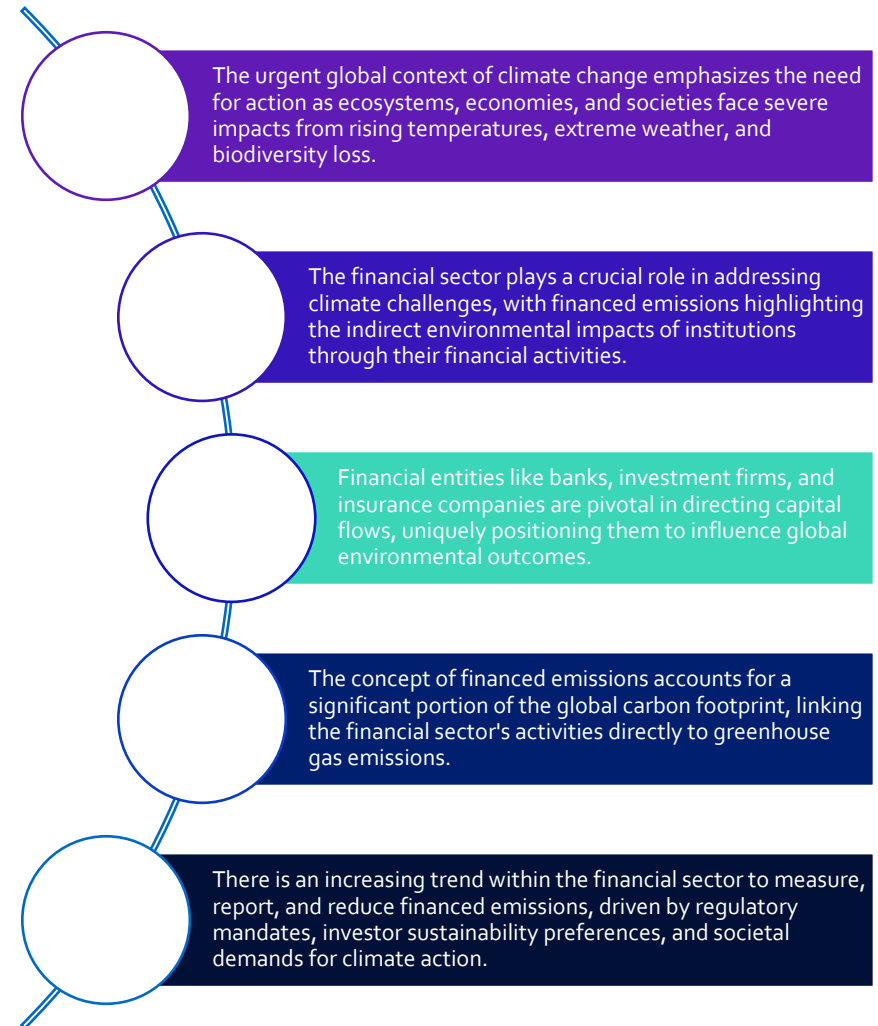 The urgent global context of climate change emphasizes the need
for action as ecosystems, economies, and societies face severe
impacts from rising temperatures, extreme weather, and
biodiversity loss.
The financial sector plays a crucial role in addressing
climate challenges, with financed emissions highlighting
the indirect environmental impacts of institutions
through their financial activities.
Financial entities like banks, investment firms, and
insurance companies are pivotal in directing capital
flows, uniquely positioning them to influence global
environmental outcomes.
The concept of financed emissions accounts for a
significant portion of the global carbon footprint, linking
the financial sector's activities directly to greenhouse
gas emissions.
There is an increasing trend within the financial sector to measure,
report, and reduce financed emissions, driven by regulatory
mandates, investor sustainability preferences, and societal
demands for climate action.